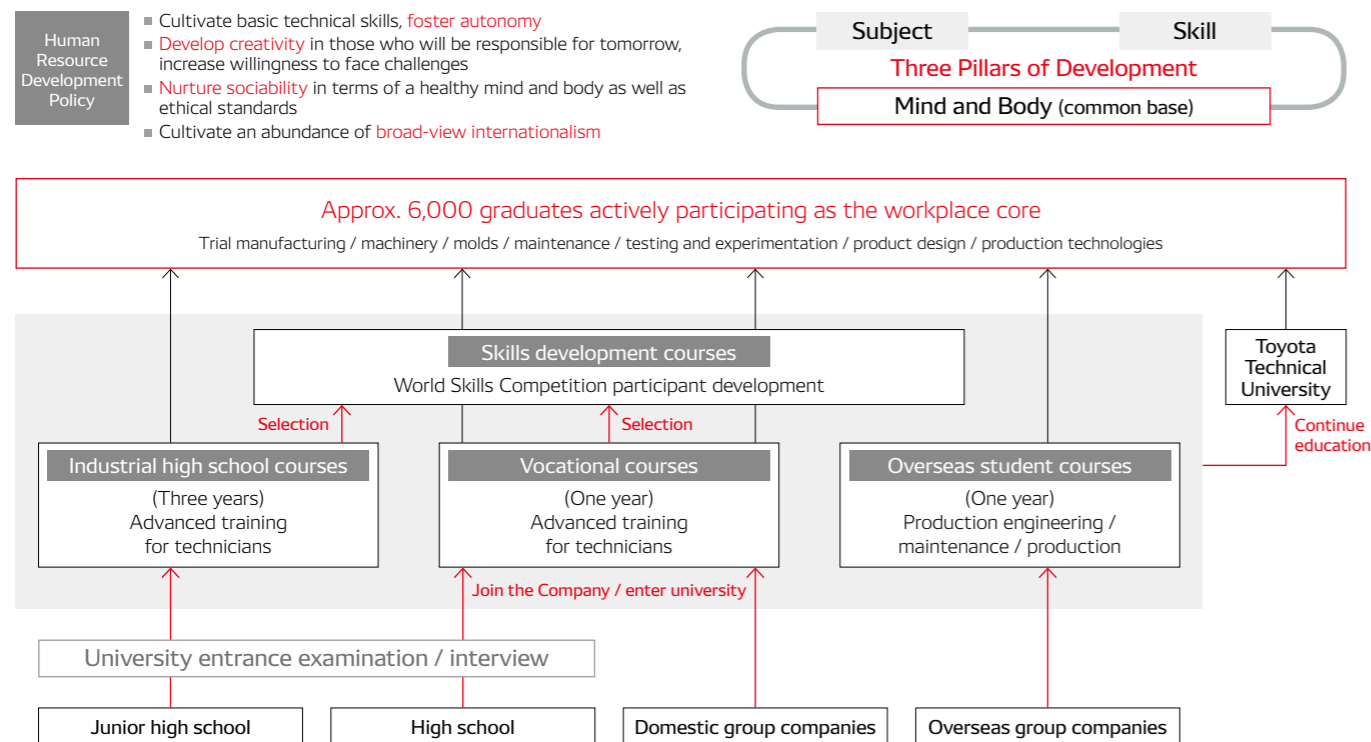 Human
Resource
Development
Policy
■ Cultivate basic technical skills, foster autonomy
■ Develop creativity in those who will be responsible for tomorrow,
increase willingness to face challenges
■ Nurture sociability in terms of a healthy mind and body as well as
ethical standards
■ Cultivate an abundance of broad-view internationalism
Subject
Skill
Three Pillars of Development
Mind and Body (common base)
Approx. 6,000 graduates actively participating as the workplace core
Trial manufacturing / machinery / molds / maintenance / testing and experimentation / product design / production technologies
Skills development courses
World Skills Competition participant development
Toyota
Technical
University
Selection
Selection
Continue
education
Industrial high school courses
(Three years)
Advanced training
for technicians
Vocational courses
(One year)
Advanced training
for technicians
Overseas student courses
(One year)
Production engineering /
maintenance / production
Join the Company / enter university
University entrance examination / interview
Junior high school
High school
Domestic group companies
Overseas group companies